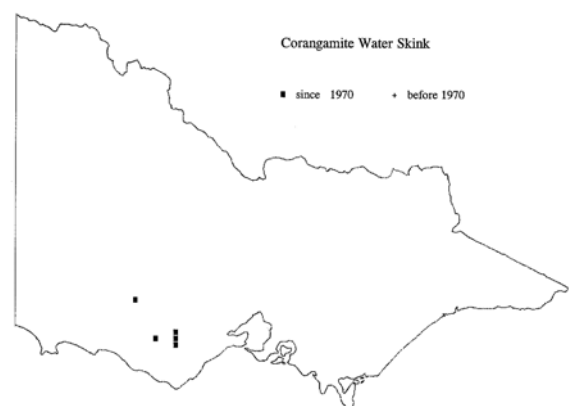 Corangamite Water Skink
■ since 1970 + before 1970